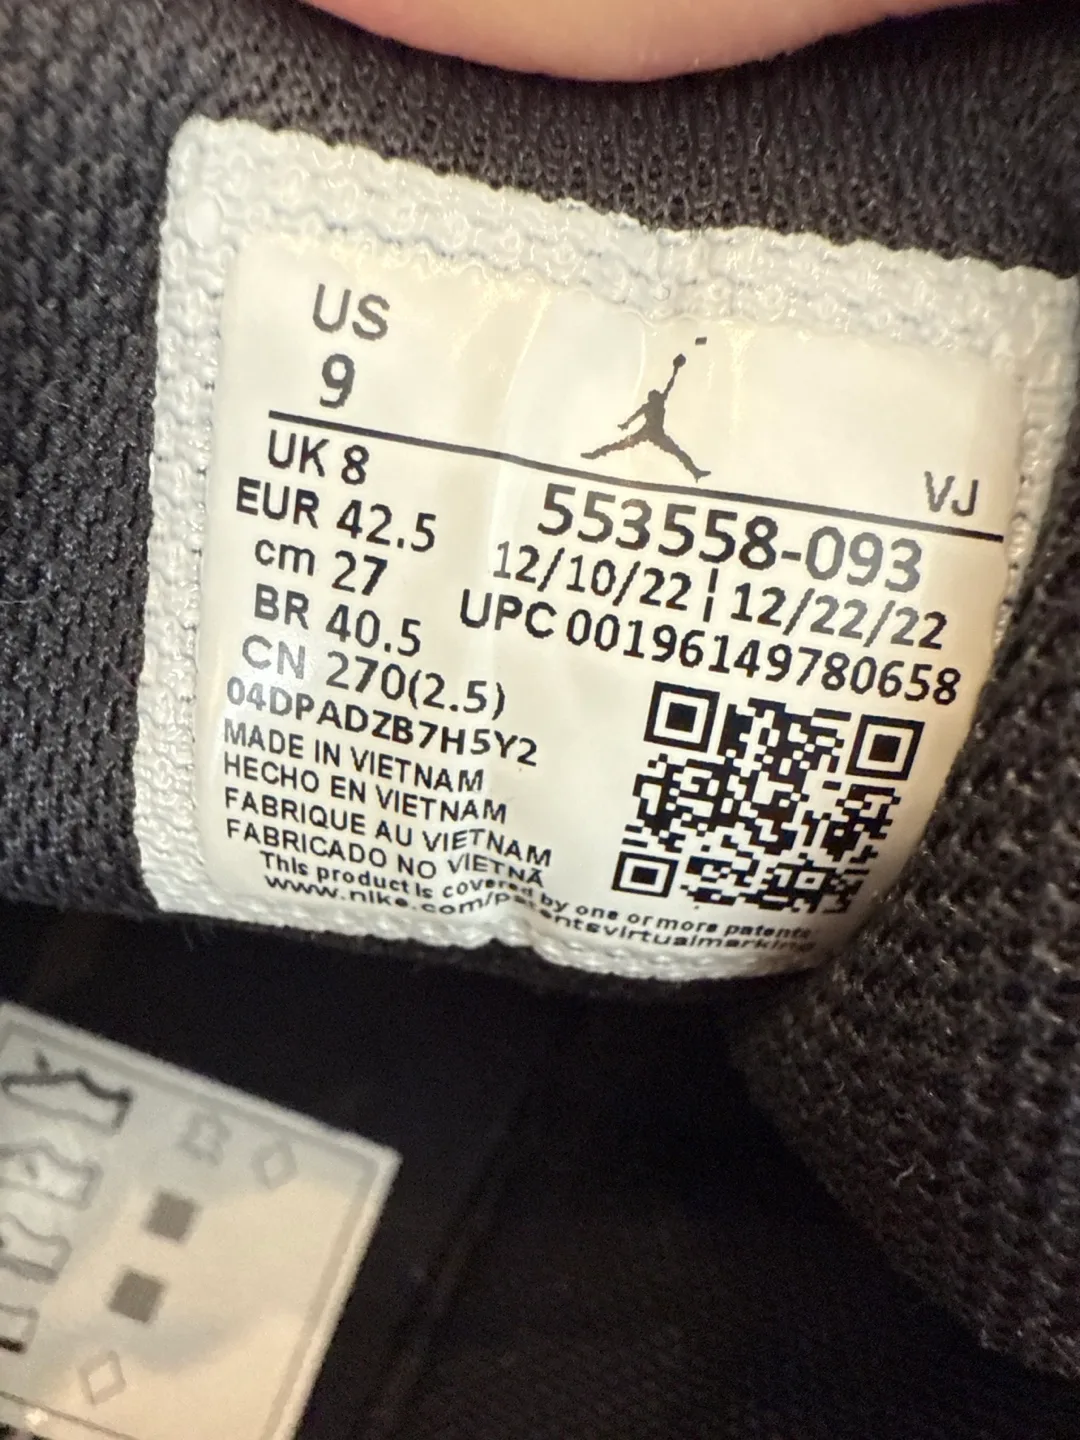 US
9
VJ
UK 8
EUR 42.5
cm 27
BR 40.5
CN 270(2.5)
553558-093
12/10/22 ¦ 12/22/22
UPC 00196149780658
04DPADZB7H5Y2
MADE IN VIETNAM
HECHO EN VIETNAM
FABRIQUE AU VIETNAM
FABRICADO NO VIETNÃ
This product is covered by one or more patents
www.nike.com/patentsvirtualmarking